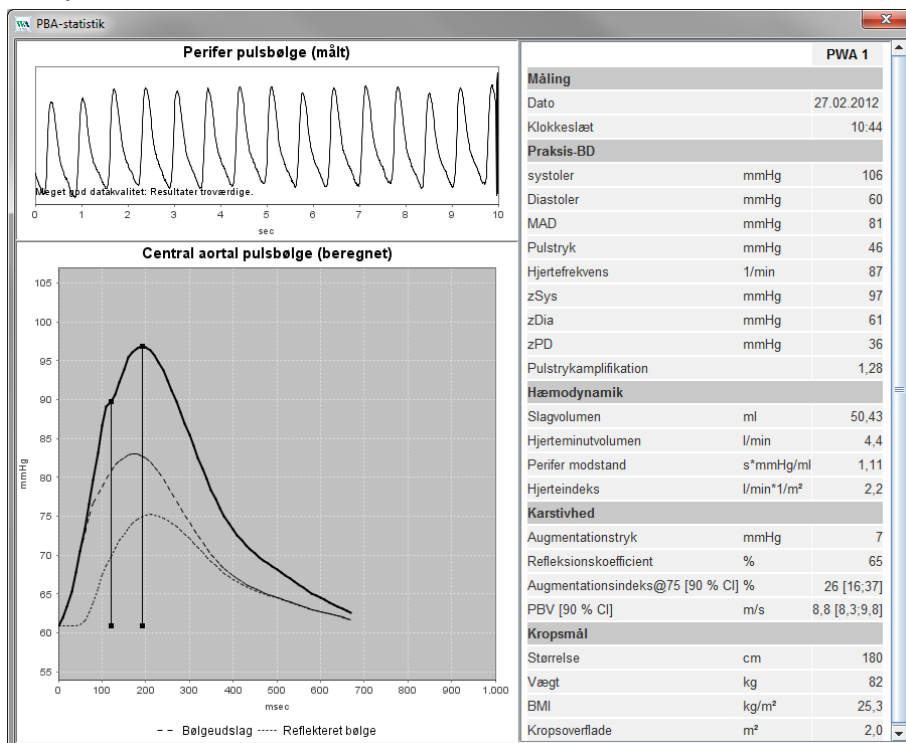 WA PBA-statistik
Perifer pulsbølge (målt)
Meget god datakvalitet: Resultater troværdige.
0 1 2 3 4 5 6 7 8 9 10
sec
Central aortal pulsbølge (beregnet)
105
100
95
90
85
80
75
70
65
60
55
mmHg
0 100 200 300 400 500 600 700 800 900 1.000
msec
Bølgeudslag Reflekteret bølge
PWA 1
Måling
Dato 27.02.2012
Klokkeslæt 10:44
Praksis-BD
systoler mmHg 106
Diastoler mmHg 60
MAD mmHg 81
Pulstryk mmHg 46
Hjertefrekvens 1/min 87
zSys mmHg 97
zDia mmHg 61
zPD mmHg 36
Pulstrykamplifikation 1,28
Hæmodynamik
Slagvolumen ml 50,43
Hjerteminutvolumen l/min 4,4
Perifer modstand s*mmHg/ml 1,11
Hjerteindeks l/min*1/m² 2,2
Karstivhed
Augmentationstryk mmHg 7
Refleksionskoefficient % 65
Augmentationsindeks@75 [90 % CI] % 26 [16;37]
PBV [90 % CI] m/s 8,8 [8,3;9,8]
Kropsmål
Størrelse cm 180
Vægt kg 82
BMI kg/m² 25,3
Kropsoverflade m² 2,0